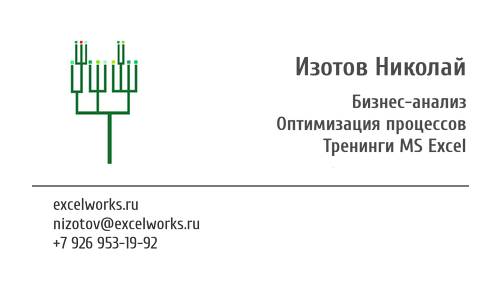 Изотов Николай
Бизнес-анализ
Оптимизация процессов
Тренинги MS Excel
excelworks.ru
nizotov@excelworks.ru
+7 926 953-19-92